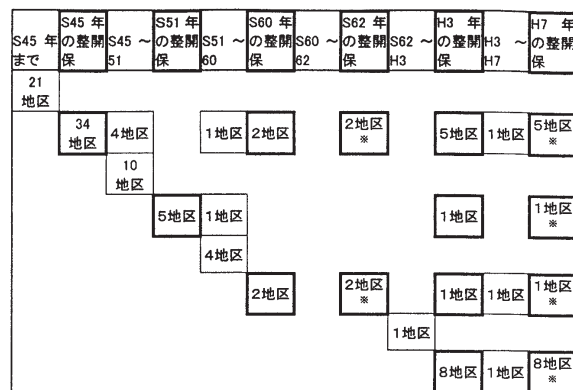 S45 年まで S45 年の整開保 S45 ～51 S51 年の整開保 S51 ～60 S60 年の整開保 S60 ～62 S62 年の整開保 S62 ～H3 H3 年の整開保 H3 ～H7 H7 年の整開保
21地区
34地区 4地区 1地区 2地区 2地区※ 5地区 1地区 5地区※
10地区
5地区 1地区 1地区 1地区※
4地区
2地区 2地区※ 1地区 1地区 1地区※
1地区
8地区 1地区 8地区※